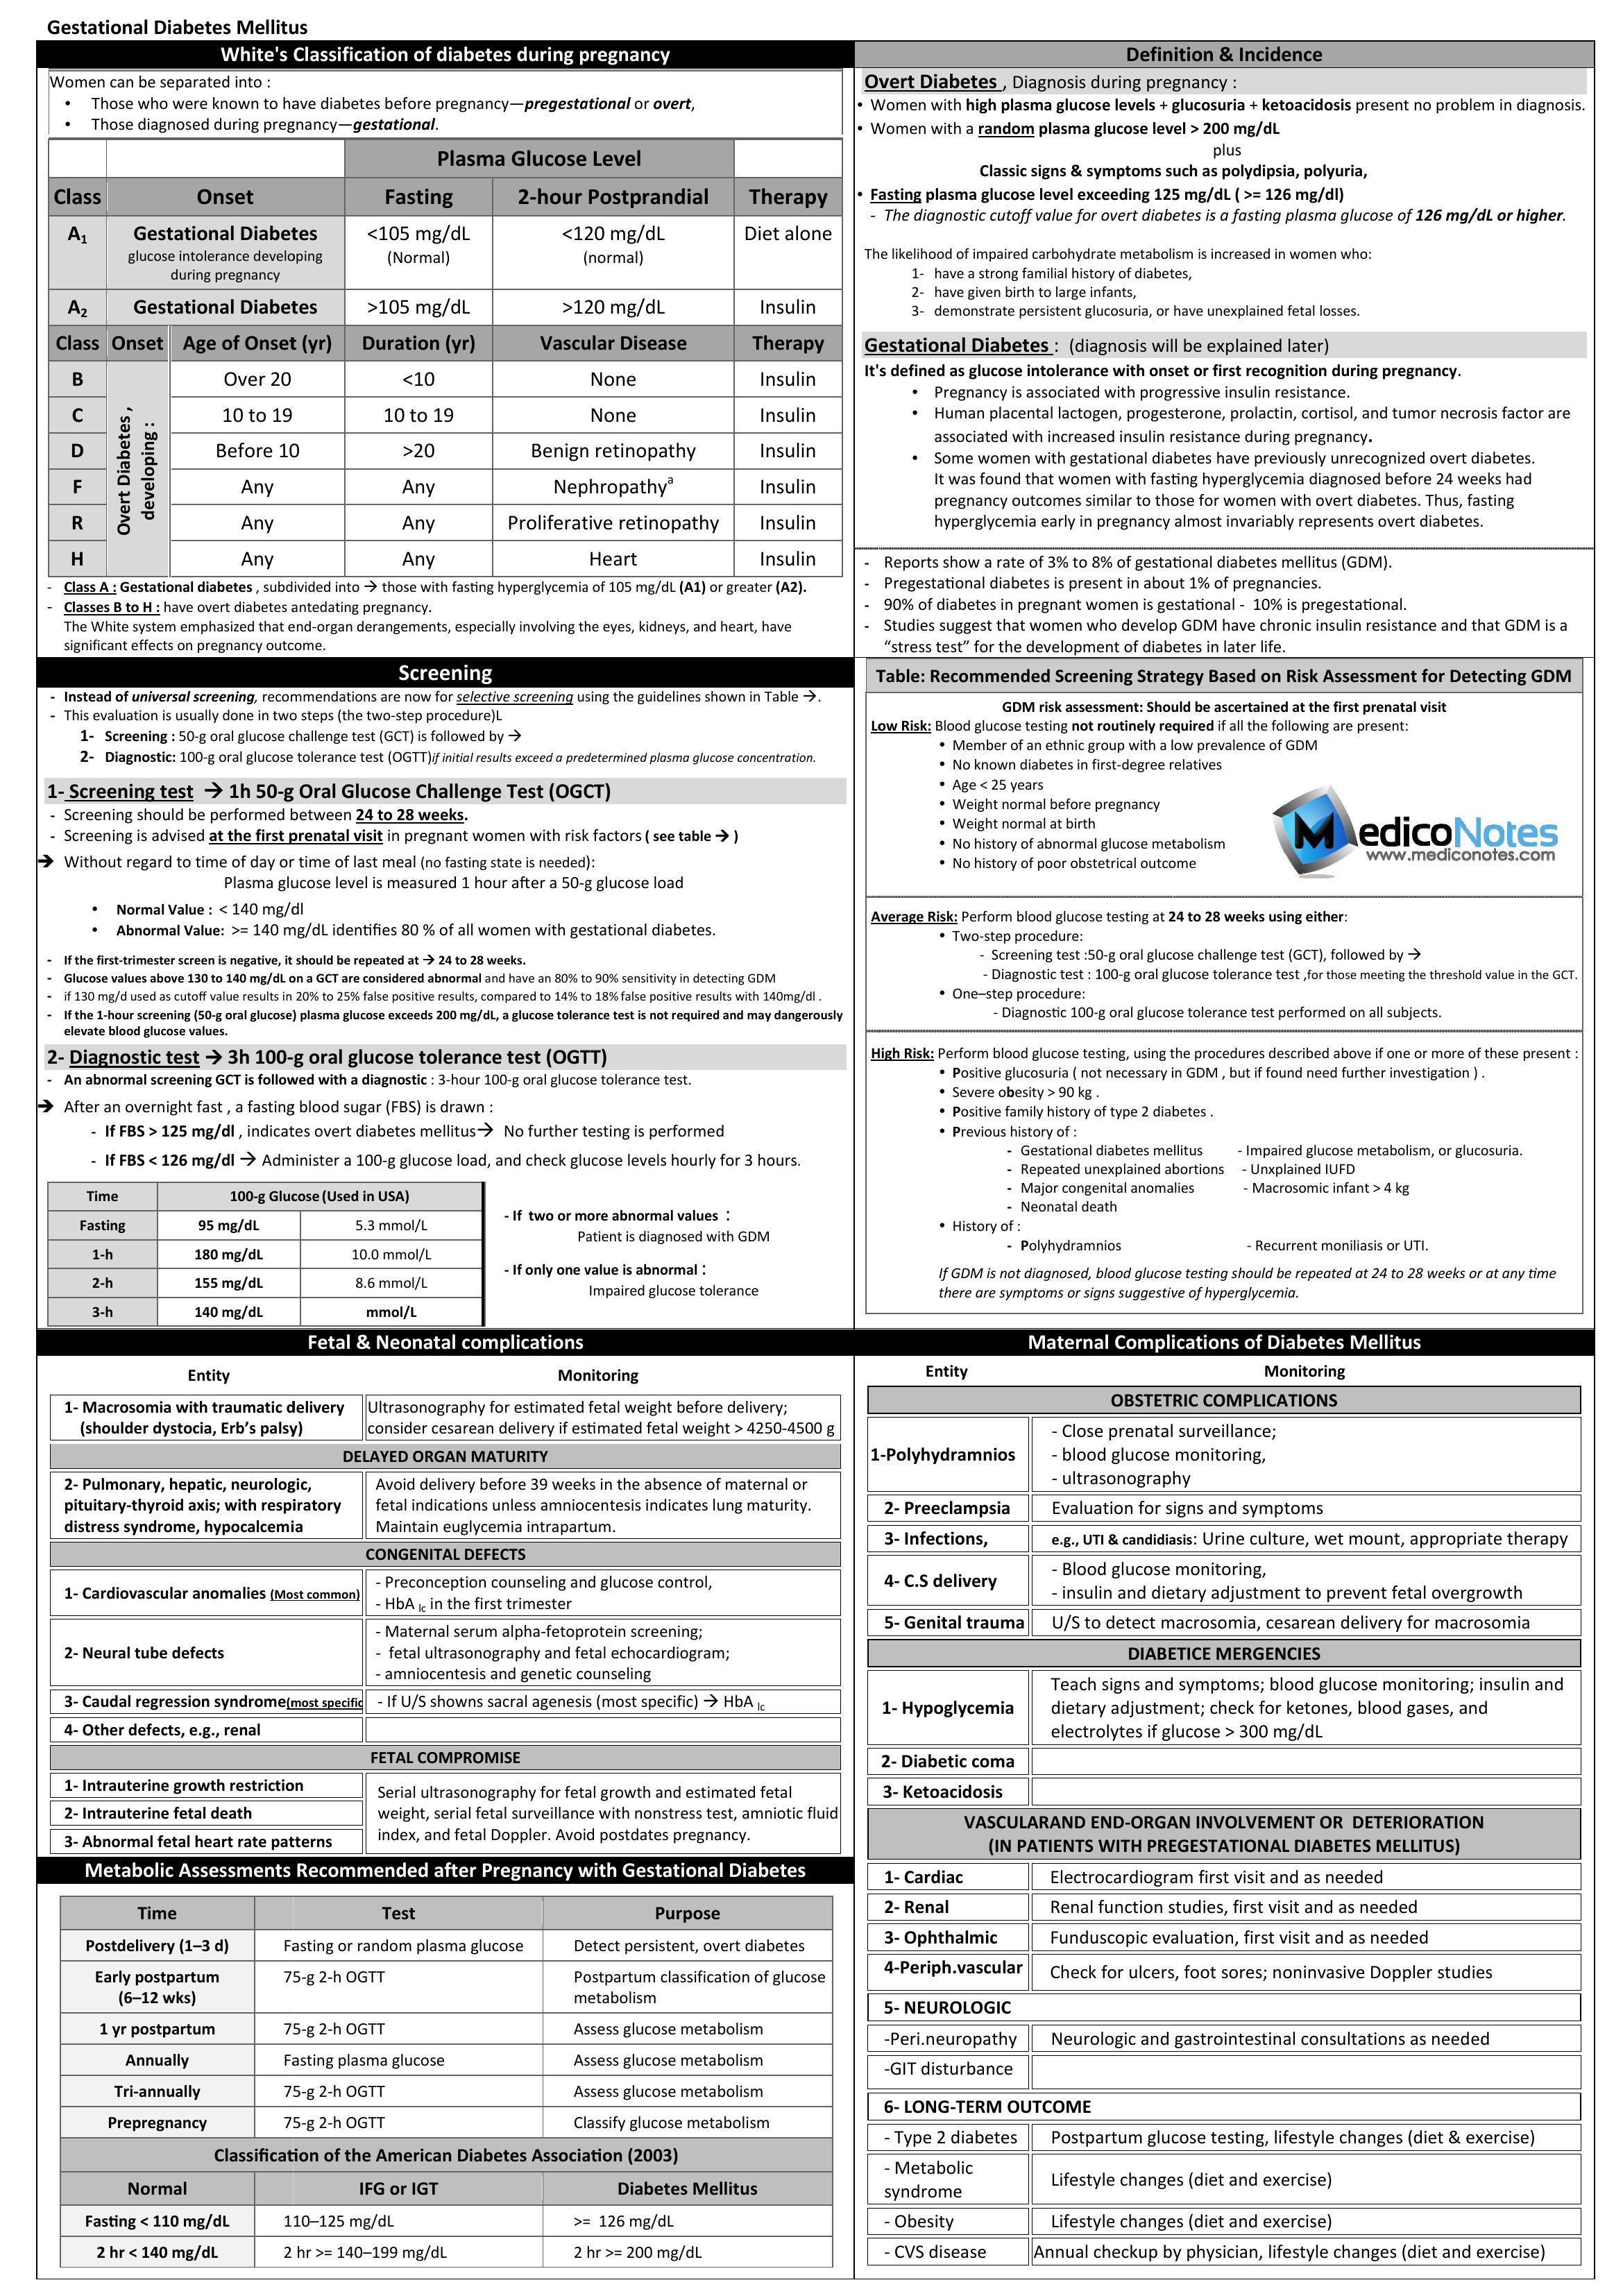 Gestational Diabetes Mellitus
White's Classification of diabetes during pregnancy
Women can be separated into :
• Those who were known to have diabetes before pregnancy—pregestational or overt,
• Those diagnosed during pregnancy—gestational.
Plasma Glucose Level
Class Onset Fasting 2-hour Postprandial Therapy
A1 Gestational Diabetes <105 mg/dL <120 mg/dL Diet alone
glucose intolerance developing (Normal) (normal)
during pregnancy
A2 Gestational Diabetes >105 mg/dL >120 mg/dL Insulin
Class Onset Age of Onset (yr) Duration (yr) Vascular Disease Therapy
Overt Diabetes ,
developing :
B Over 20 <10 None Insulin
C 10 to 19 10 to 19 None Insulin
D Before 10 >20 Benign retinopathy Insulin
F Any Any Nephropathyª Insulin
R Any Any Proliferative retinopathy Insulin
H Any Any Heart Insulin
- Class A : Gestational diabetes , subdivided into → those with fasting hyperglycemia of 105 mg/dL (A1) or greater (A2).
- Classes B to H : have overt diabetes antedating pregnancy.
The White system emphasized that end-organ derangements, especially involving the eyes, kidneys, and heart, have
significant effects on pregnancy outcome.
Definition & Incidence
Overt Diabetes , Diagnosis during pregnancy :
• Women with high plasma glucose levels + glucosuria + ketoacidosis present no problem in diagnosis.
• Women with a random plasma glucose level > 200 mg/dL
plus
Classic signs & symptoms such as polydipsia, polyuria,
• Fasting plasma glucose level exceeding 125 mg/dL ( >= 126 mg/dl)
- The diagnostic cutoff value for overt diabetes is a fasting plasma glucose of 126 mg/dL or higher.
The likelihood of impaired carbohydrate metabolism is increased in women who:
1- have a strong familial history of diabetes,
2- have given birth to large infants,
3- demonstrate persistent glucosuria, or have unexplained fetal losses.
Gestational Diabetes : (diagnosis will be explained later)
It's defined as glucose intolerance with onset or first recognition during pregnancy.
• Pregnancy is associated with progressive insulin resistance.
• Human placental lactogen, progesterone, prolactin, cortisol, and tumor necrosis factor are
associated with increased insulin resistance during pregnancy.
• Some women with gestational diabetes have previously unrecognized overt diabetes.
It was found that women with fasting hyperglycemia diagnosed before 24 weeks had
pregnancy outcomes similar to those for women with overt diabetes. Thus, fasting
hyperglycemia early in pregnancy almost invariably represents overt diabetes.
- Reports show a rate of 3% to 8% of gestational diabetes mellitus (GDM).
- Pregestational diabetes is present in about 1% of pregnancies.
- 90% of diabetes in pregnant women is gestational - 10% is pregestational.
- Studies suggest that women who develop GDM have chronic insulin resistance and that GDM is a
“stress test” for the development of diabetes in later life.
Screening
- Instead of universal screening, recommendations are now for selective screening using the guidelines shown in Table →.
- This evaluation is usually done in two steps (the two-step procedure)L
1- Screening : 50-g oral glucose challenge test (GCT) is followed by →
2- Diagnostic: 100-g oral glucose tolerance test (OGTT)if initial results exceed a predetermined plasma glucose concentration.
1- Screening test → 1h 50-g Oral Glucose Challenge Test (OGCT)
- Screening should be performed between 24 to 28 weeks.
- Screening is advised at the first prenatal visit in pregnant women with risk factors ( see table → )
→ Without regard to time of day or time of last meal (no fasting state is needed):
Plasma glucose level is measured 1 hour after a 50-g glucose load
• Normal Value : < 140 mg/dl
• Abnormal Value: >= 140 mg/dL identifies 80 % of all women with gestational diabetes.
- If the first-trimester screen is negative, it should be repeated at → 24 to 28 weeks.
- Glucose values above 130 to 140 mg/dL on a GCT are considered abnormal and have an 80% to 90% sensitivity in detecting GDM
- if 130 mg/d used as cutoff value results in 20% to 25% false positive results, compared to 14% to 18% false positive results with 140mg/dl .
- If the 1-hour screening (50-g oral glucose) plasma glucose exceeds 200 mg/dL, a glucose tolerance test is not required and may dangerously
elevate blood glucose values.
2- Diagnostic test → 3h 100-g oral glucose tolerance test (OGTT)
- An abnormal screening GCT is followed with a diagnostic : 3-hour 100-g oral glucose tolerance test.
→ After an overnight fast , a fasting blood sugar (FBS) is drawn :
- If FBS > 125 mg/dl , indicates overt diabetes mellitus→ No further testing is performed
- If FBS < 126 mg/dl → Administer a 100-g glucose load, and check glucose levels hourly for 3 hours.
Time 100-g Glucose (Used in USA)
Fasting 95 mg/dL 5.3 mmol/L
1-h 180 mg/dL 10.0 mmol/L
2-h 155 mg/dL 8.6 mmol/L
3-h 140 mg/dL mmol/L
- If two or more abnormal values :
Patient is diagnosed with GDM
- If only one value is abnormal :
Impaired glucose tolerance
Table: Recommended Screening Strategy Based on Risk Assessment for Detecting GDM
GDM risk assessment: Should be ascertained at the first prenatal visit
Low Risk: Blood glucose testing not routinely required if all the following are present:
• Member of an ethnic group with a low prevalence of GDM
• No known diabetes in first-degree relatives
• Age < 25 years
• Weight normal before pregnancy
• Weight normal at birth
• No history of abnormal glucose metabolism
• No history of poor obstetrical outcome
MedicoNotes
www.mediconotes.com
Average Risk: Perform blood glucose testing at 24 to 28 weeks using either:
• Two-step procedure:
- Screening test :50-g oral glucose challenge test (GCT), followed by →
- Diagnostic test : 100-g oral glucose tolerance test ,for those meeting the threshold value in the GCT.
• One–step procedure:
- Diagnostic 100-g oral glucose tolerance test performed on all subjects.
High Risk: Perform blood glucose testing, using the procedures described above if one or more of these present :
• Positive glucosuria ( not necessary in GDM , but if found need further investigation ) .
• Severe obesity > 90 kg .
• Positive family history of type 2 diabetes .
• Previous history of :
- Gestational diabetes mellitus - Impaired glucose metabolism, or glucosuria.
- Repeated unexplained abortions - Unxplained IUFD
- Major congenital anomalies - Macrosomic infant > 4 kg
- Neonatal death
• History of :
- Polyhydramnios - Recurrent moniliasis or UTI.
If GDM is not diagnosed, blood glucose testing should be repeated at 24 to 28 weeks or at any time
there are symptoms or signs suggestive of hyperglycemia.
Fetal & Neonatal complications
Entity Monitoring
1- Macrosomia with traumatic delivery Ultrasonography for estimated fetal weight before delivery;
(shoulder dystocia, Erb’s palsy) consider cesarean delivery if estimated fetal weight > 4250-4500 g
DELAYED ORGAN MATURITY
2- Pulmonary, hepatic, neurologic, Avoid delivery before 39 weeks in the absence of maternal or
pituitary-thyroid axis; with respiratory fetal indications unless amniocentesis indicates lung maturity.
distress syndrome, hypocalcemia Maintain euglycemia intrapartum.
CONGENITAL DEFECTS
1- Cardiovascular anomalies (Most common) - Preconception counseling and glucose control,
- HbA Ic in the first trimester
2- Neural tube defects - Maternal serum alpha-fetoprotein screening;
- fetal ultrasonography and fetal echocardiogram;
- amniocentesis and genetic counseling
3- Caudal regression syndrome(most specific - If U/S showns sacral agenesis (most specific) → HbA Ic
4- Other defects, e.g., renal
FETAL COMPROMISE
1- Intrauterine growth restriction
2- Intrauterine fetal death
3- Abnormal fetal heart rate patterns
Serial ultrasonography for fetal growth and estimated fetal
weight, serial fetal surveillance with nonstress test, amniotic fluid
index, and fetal Doppler. Avoid postdates pregnancy.
Metabolic Assessments Recommended after Pregnancy with Gestational Diabetes
Time Test Purpose
Postdelivery (1–3 d) Fasting or random plasma glucose Detect persistent, overt diabetes
Early postpartum 75-g 2-h OGTT Postpartum classification of glucose
(6–12 wks) metabolism
1 yr postpartum 75-g 2-h OGTT Assess glucose metabolism
Annually Fasting plasma glucose Assess glucose metabolism
Tri-annually 75-g 2-h OGTT Assess glucose metabolism
Prepregnancy 75-g 2-h OGTT Classify glucose metabolism
Classification of the American Diabetes Association (2003)
Normal IFG or IGT Diabetes Mellitus
Fasting < 110 mg/dL 110–125 mg/dL >= 126 mg/dL
2 hr < 140 mg/dL 2 hr >= 140–199 mg/dL 2 hr >= 200 mg/dL
Maternal Complications of Diabetes Mellitus
Entity Monitoring
OBSTETRIC COMPLICATIONS
1-Polyhydramnios - Close prenatal surveillance;
- blood glucose monitoring,
- ultrasonography
2- Preeclampsia Evaluation for signs and symptoms
3- Infections, e.g., UTI & candidiasis: Urine culture, wet mount, appropriate therapy
4- C.S delivery - Blood glucose monitoring,
- insulin and dietary adjustment to prevent fetal overgrowth
5- Genital trauma U/S to detect macrosomia, cesarean delivery for macrosomia
DIABETICE MERGENCIES
1- Hypoglycemia Teach signs and symptoms; blood glucose monitoring; insulin and
dietary adjustment; check for ketones, blood gases, and
electrolytes if glucose > 300 mg/dL
2- Diabetic coma
3- Ketoacidosis
VASCULARAND END-ORGAN INVOLVEMENT OR DETERIORATION
(IN PATIENTS WITH PREGESTATIONAL DIABETES MELLITUS)
1- Cardiac Electrocardiogram first visit and as needed
2- Renal Renal function studies, first visit and as needed
3- Ophthalmic Funduscopic evaluation, first visit and as needed
4-Periph.vascular Check for ulcers, foot sores; noninvasive Doppler studies
5- NEUROLOGIC
-Peri.neuropathy Neurologic and gastrointestinal consultations as needed
-GIT disturbance
6- LONG-TERM OUTCOME
- Type 2 diabetes Postpartum glucose testing, lifestyle changes (diet & exercise)
- Metabolic
syndrome Lifestyle changes (diet and exercise)
- Obesity Lifestyle changes (diet and exercise)
- CVS disease Annual checkup by physician, lifestyle changes (diet and exercise)